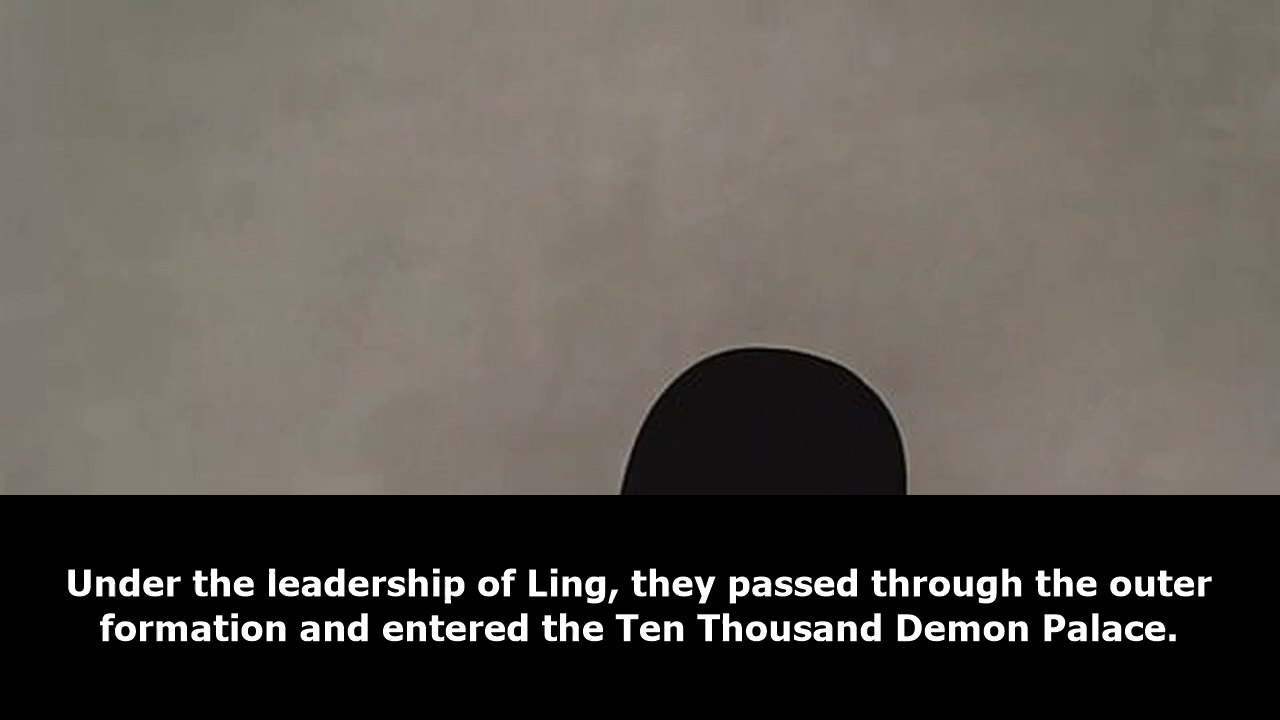 Under the leadership of Ling, they passed through the outer
formation and entered the Ten Thousand Demon Palace.